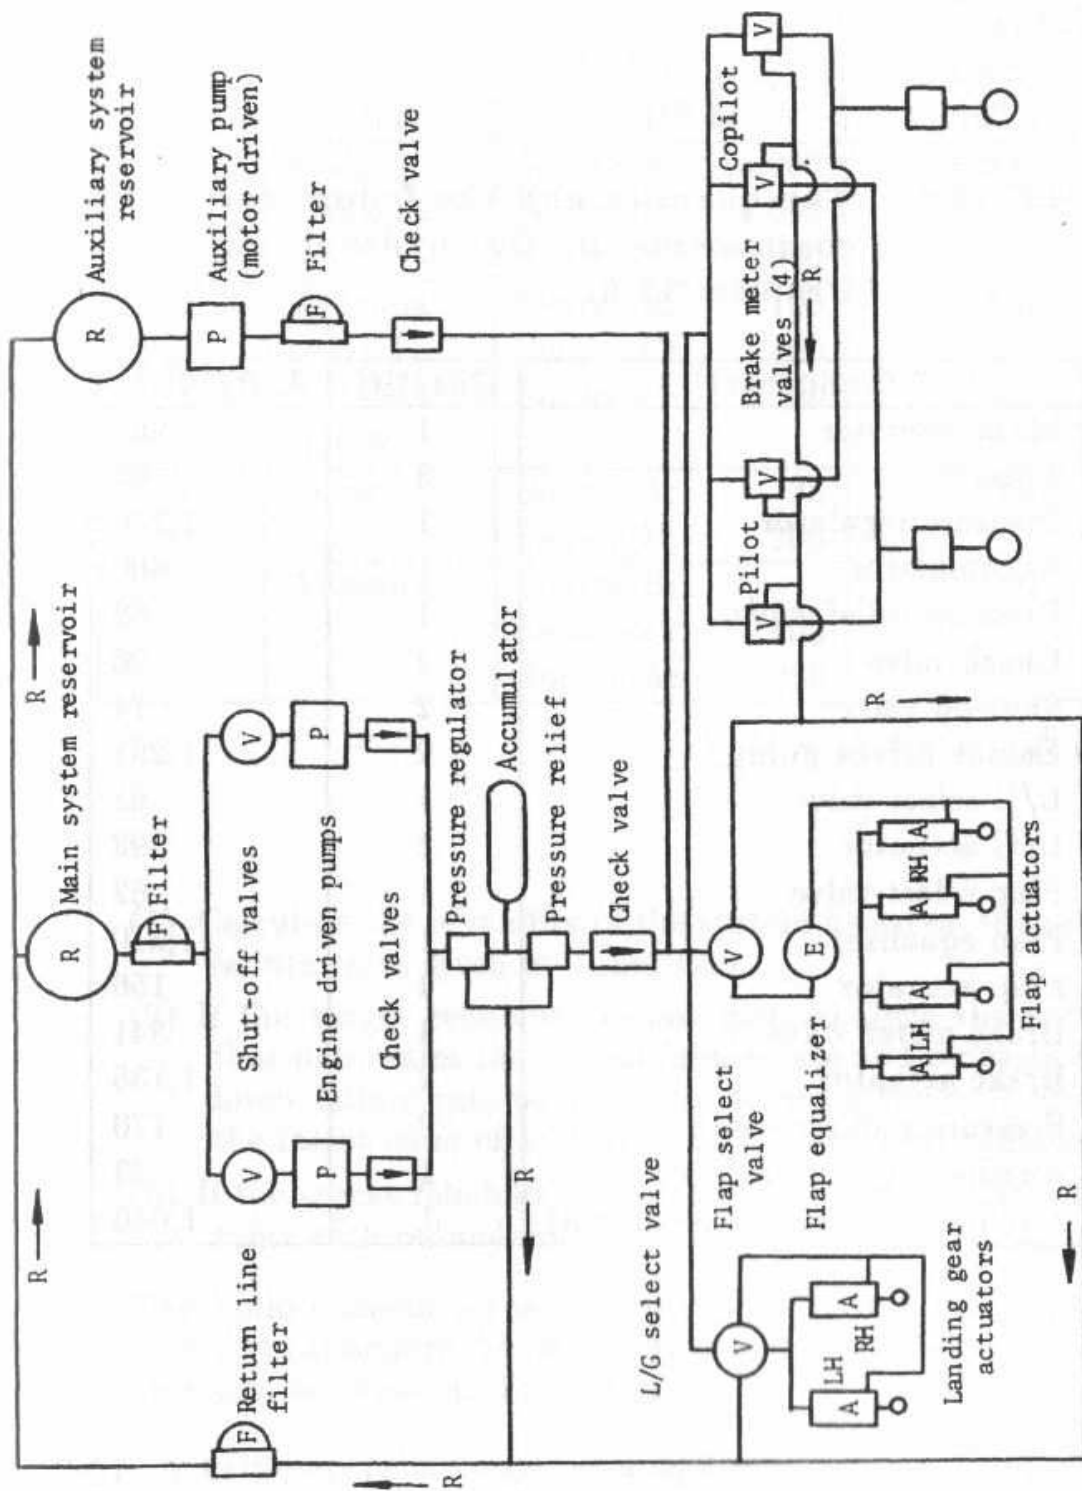 R
R
Main system reservoir
R
F
Filter
R
Auxiliary system
reservoir
P
Auxiliary pump
(motor driven)
F
Filter
Check valve
F
Return line
filter
R
V
V
Shut-off valves
P
P
Engine driven pumps
Check valves
Pressure regulator
Accumulator
Pressure relief
Check valve
R
L/G select valve
V
LH
RH
A
A
Landing gear
actuators
Flap select
valve
V
Flap equalizer
E
A
LH
A
A
RH
A
Flap actuators
R
R
Pilot
V
V
Brake meter
valves (4)
R
Copilot
V
V